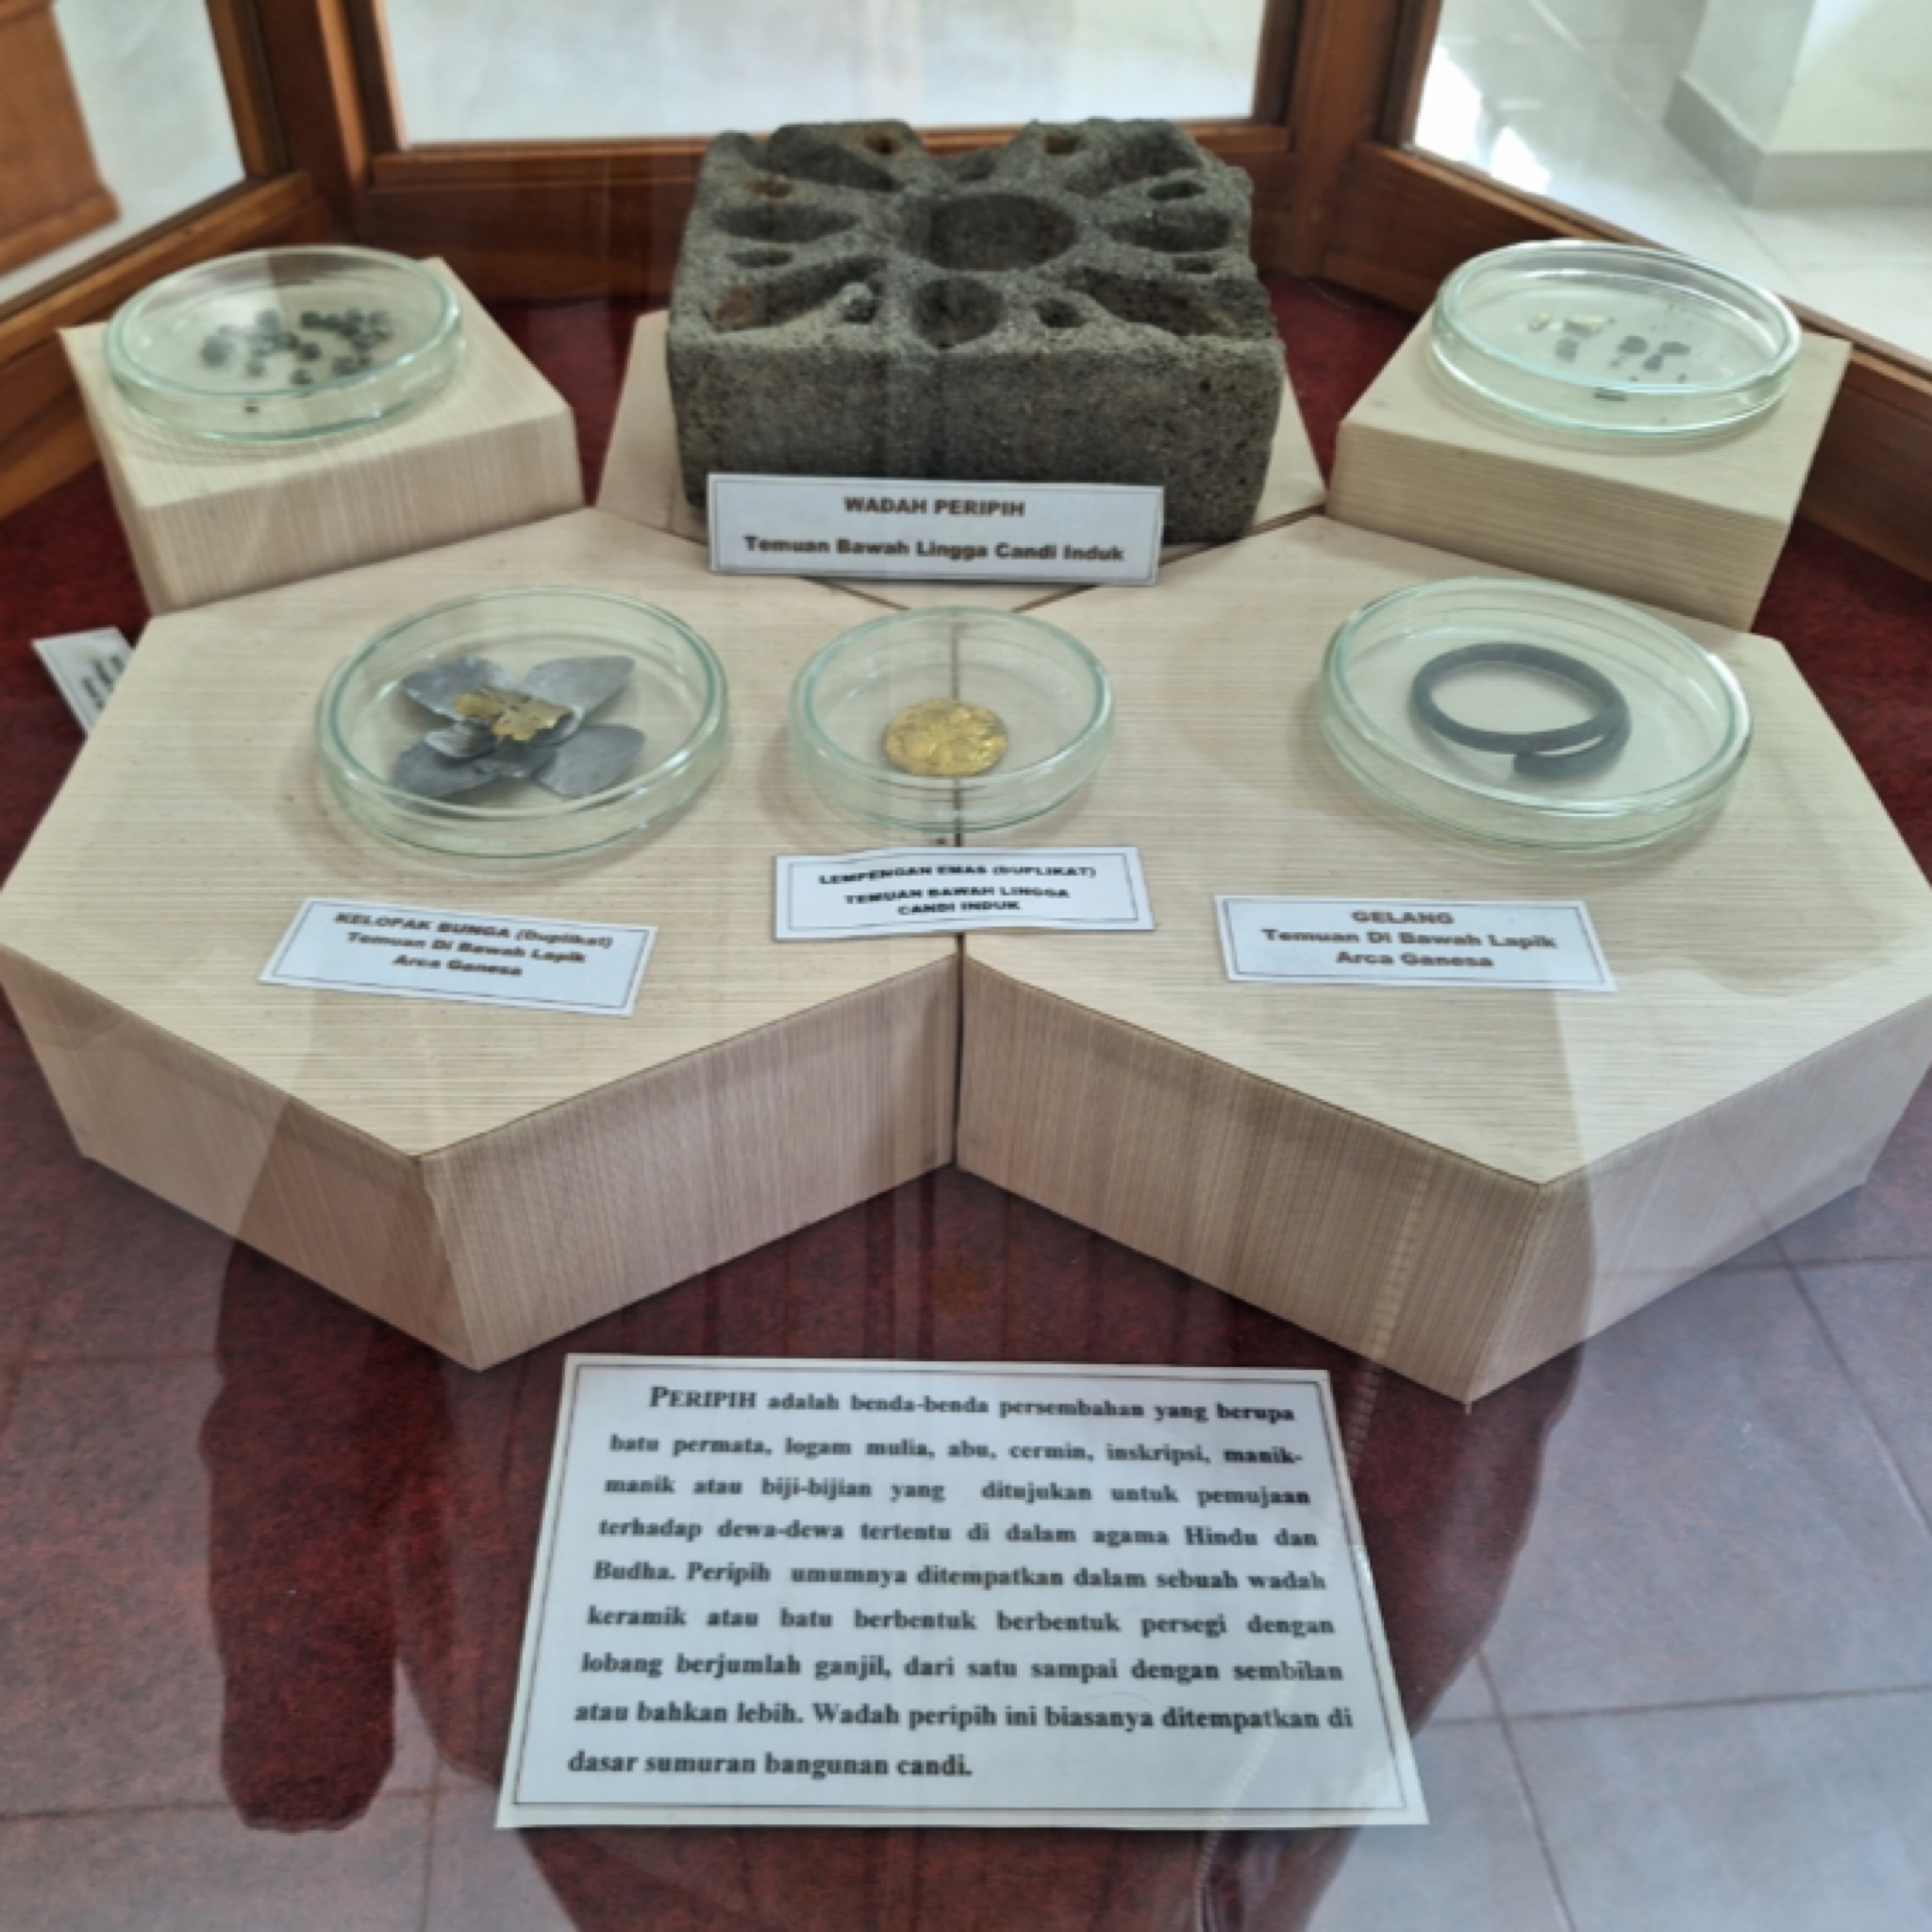 WADAH PERIPIH
Temuan Bawah Lingga Candi Induk
KELOPAK BUNGA (Duplikat)
Temuan Di Bawah Lapik
Arca Ganesa
LEMPENGAN EMAS (DUPLIKAT)
TEMUAN BAWAH LINGGA
CANDI INDUK
GELANG
Temuan Di Bawah Lapik
Arca Ganesa
PERIPIH adalah benda-benda persembahan yang berupa
batu permata, logam mulia, abu, cermin, inskripsi, manik-
manik atau biji-bijian yang ditujukan untuk pemujaan
terhadap dewa-dewa tertentu di dalam agama Hindu dan
Budha. Peripih umumnya ditempatkan dalam sebuah wadah
keramik atau batu berbentuk berbentuk persegi dengan
lobang berjumlah ganjil, dari satu sampai dengan sembilan
atau bahkan lebih. Wadah peripih ini biasanya ditempatkan di
dasar sumuran bangunan candi.